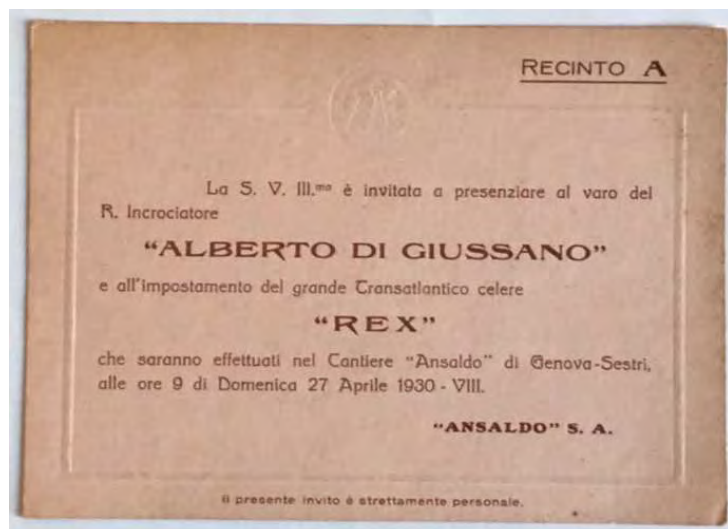 RECINTO A
La S. V. Ill.ma è invitata a presenziare al varo del
R. Incrociatore
“ALBERTO DI GIUSSANO”
e all'impostamento del grande Transatlantico celere
“REX”
che saranno effettuati nel Cantiere “Ansaldo” di Genova-Sestri,
alle ore 9 di Domenica 27 Aprile 1930 - VIII.
“ANSALDO” S. A.
Il presente invito è strettamente personale.